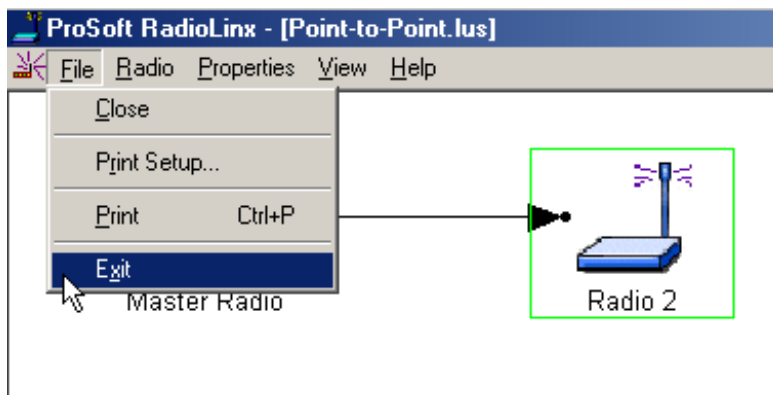 ProSoft RadioLinx - [Point-to-Point.lus]
File Radio Properties View Help
Close
Print Setup...
Print Ctrl+P
Exit
Master Radio
Radio 2